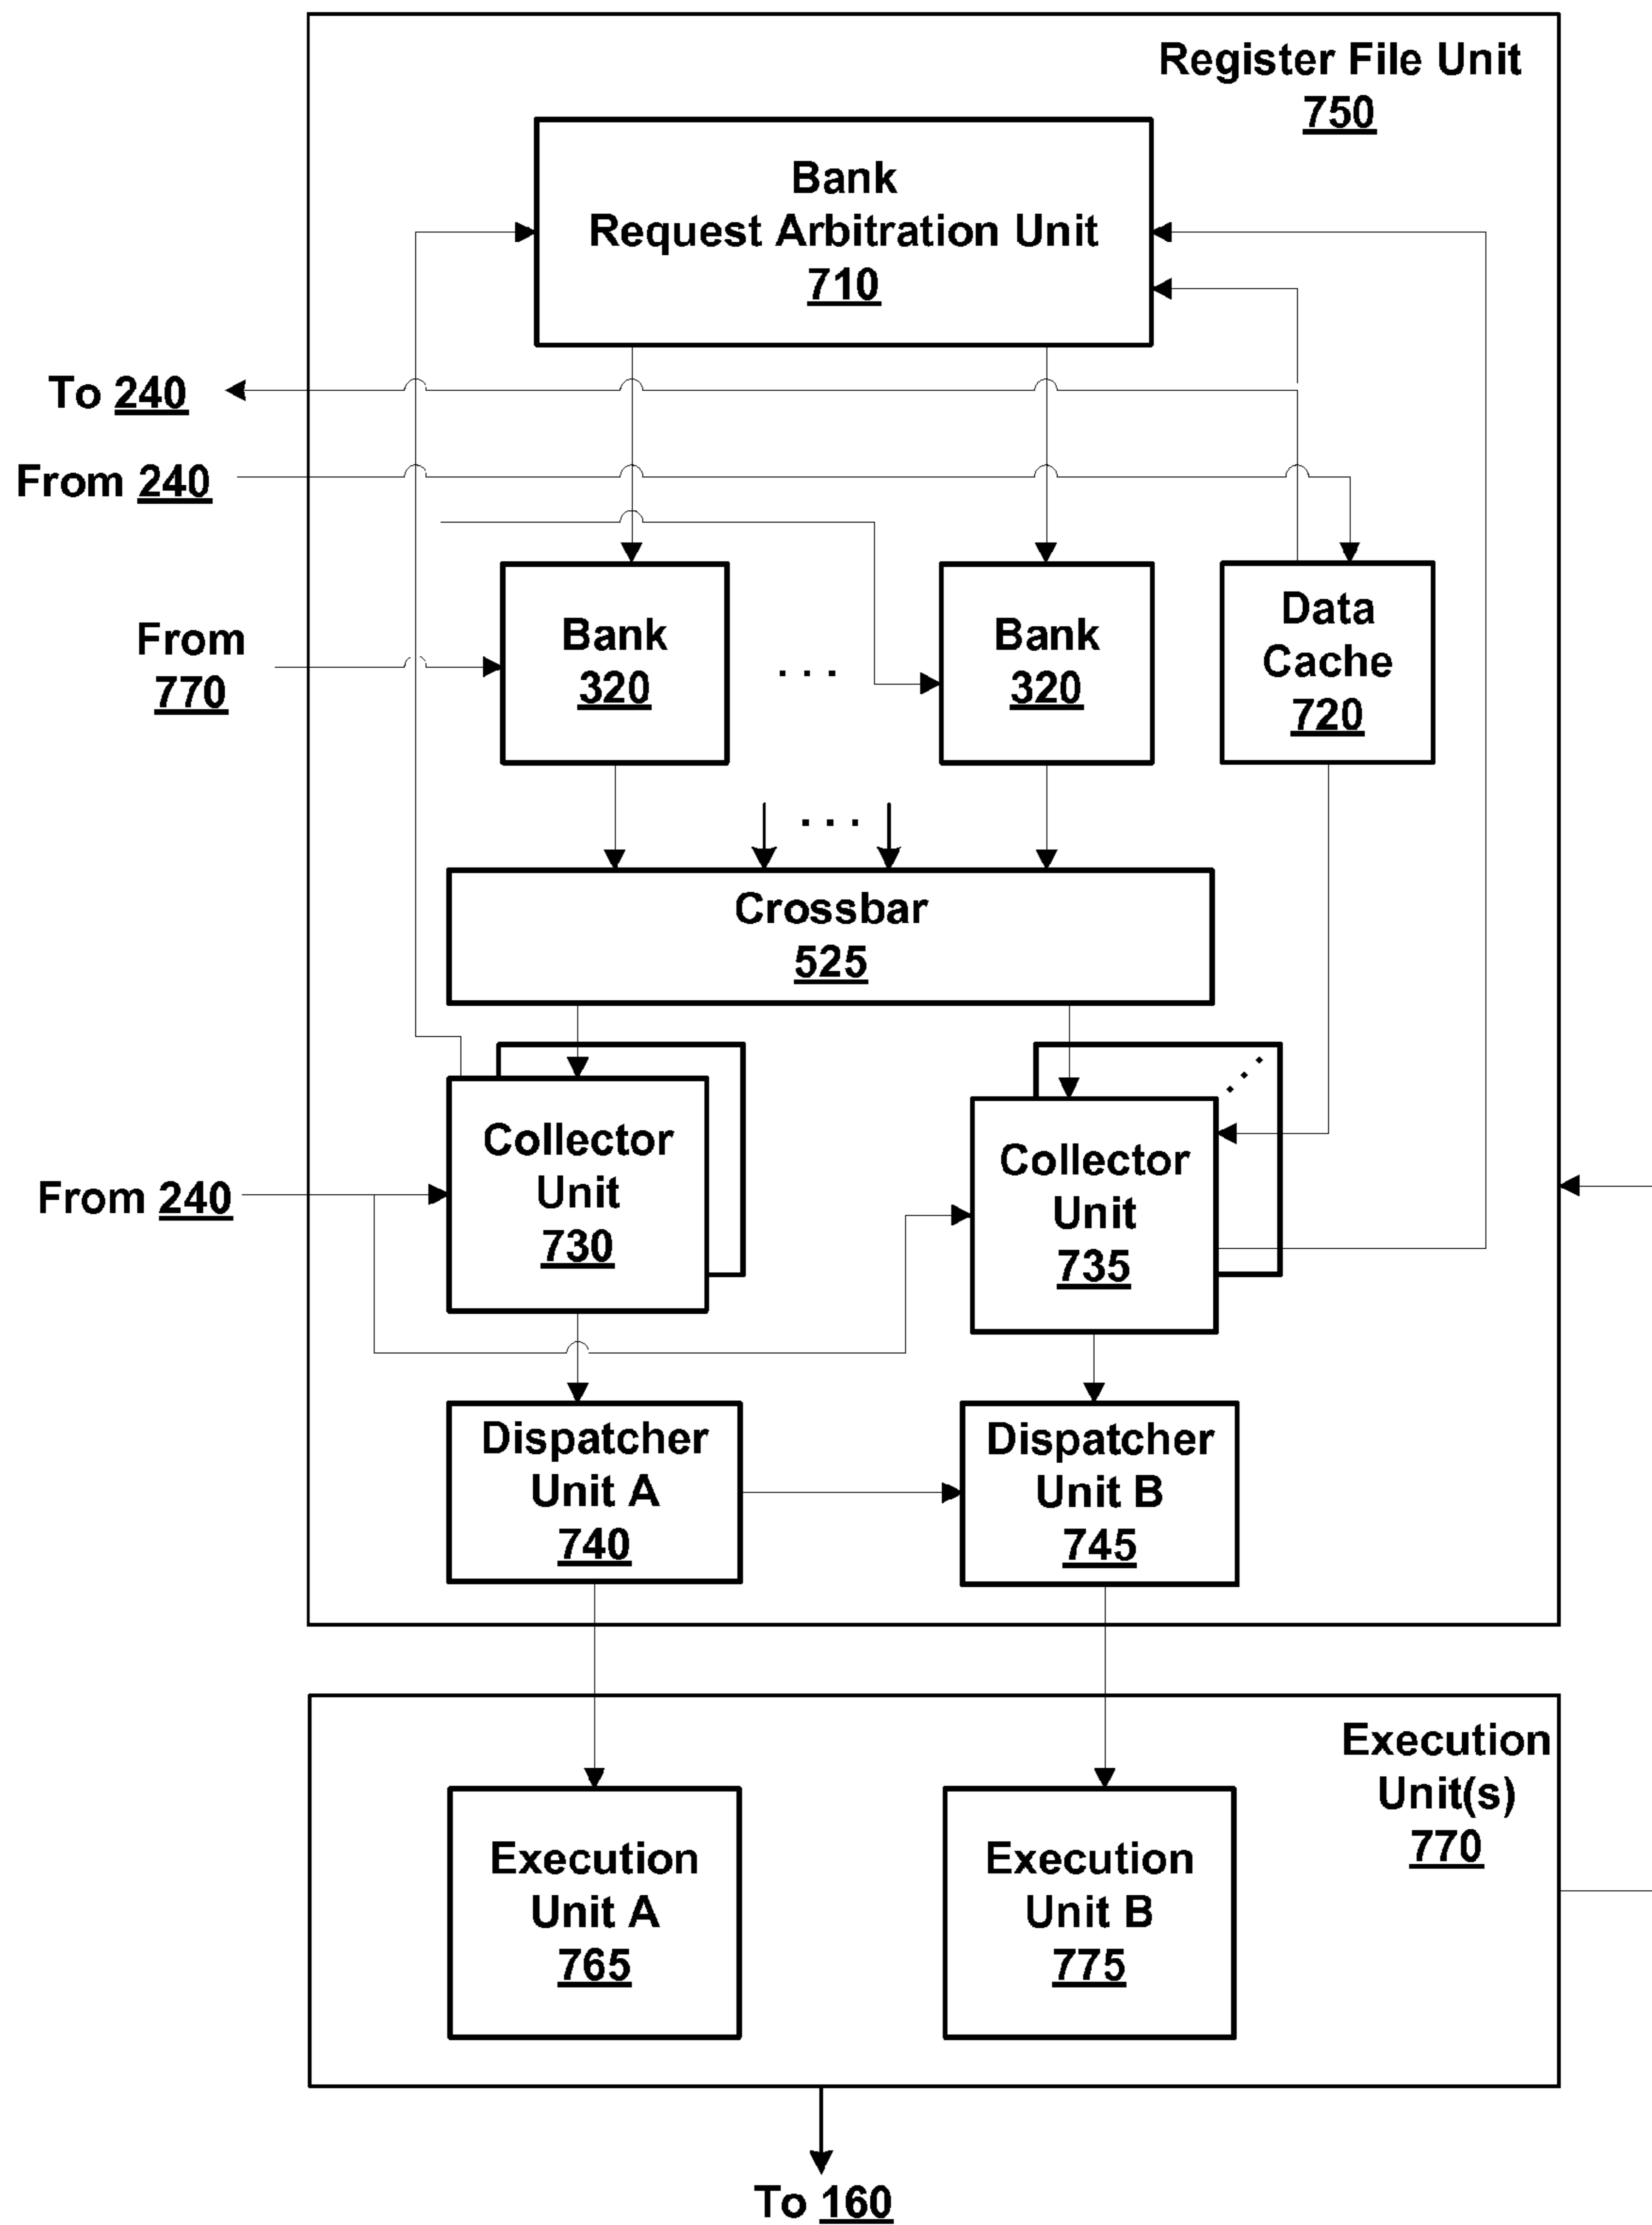 Register File Unit
750
Bank
Request Arbitration Unit
710
To 240
From 240
From
770
Bank
320
. . .
Bank
320
Data
Cache
720
. . .
Crossbar
525
Collector
Unit
730
Collector
Unit
735
From 240
Dispatcher
Unit A
740
Dispatcher
Unit B
745
Execution
Unit(s)
770
Execution
Unit A
765
Execution
Unit B
775
To 160